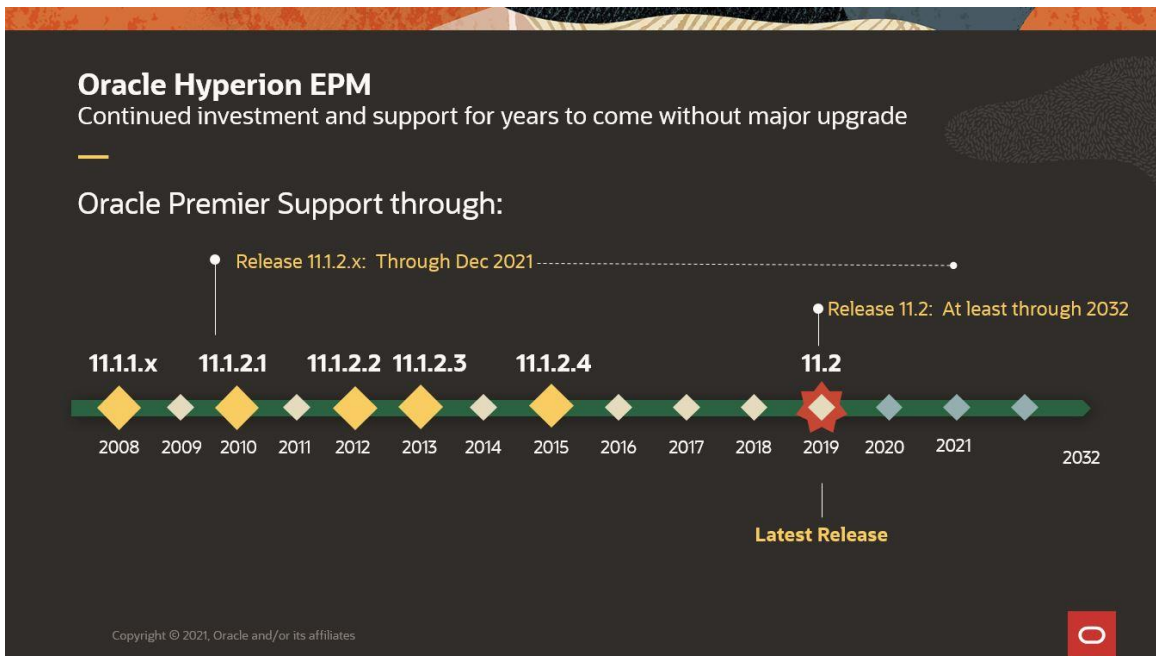 Oracle Hyperion EPM
Continued investment and support for years to come without major upgrade
Oracle Premier Support through:
Release 11.1.2.x: Through Dec 2021
Release 11.2: At least through 2032
11.1.1.x 11.1.2.1 11.1.2.2 11.1.2.3 11.1.2.4 11.2
2008 2009 2010 2011 2012 2013 2014 2015 2016 2017 2018 2019 2020 2021 2032
Latest Release
Copyright © 2021, Oracle and/or its affiliates